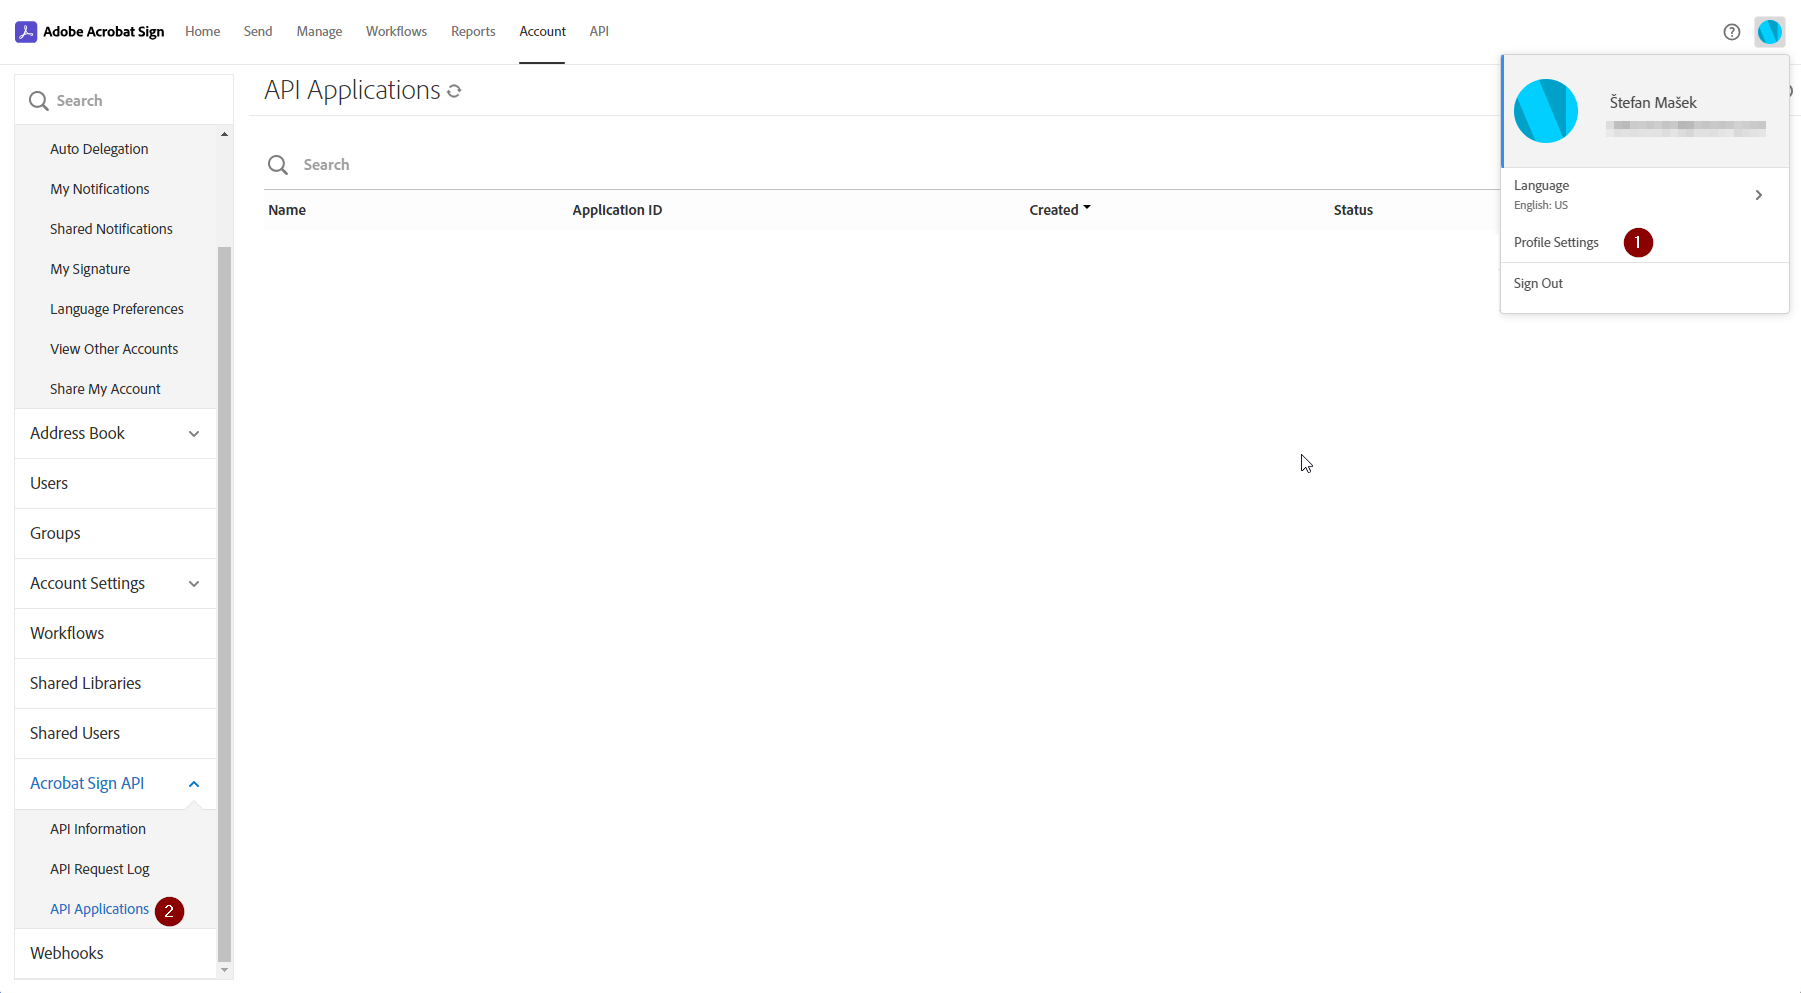 Adobe Acrobat Sign Home Send Manage Workflows Reports Account API
Search
Auto Delegation
My Notifications
Shared Notifications
My Signature
Language Preferences
View Other Accounts
Share My Account
Address Book
Users
Groups
Account Settings
Workflows
Shared Libraries
Shared Users
Acrobat Sign API
API Information
API Request Log
API Applications 2
Webhooks
API Applications
Search
Name Application ID Created Status
Štefan Mašek
Language
English: US
Profile Settings 1
Sign Out